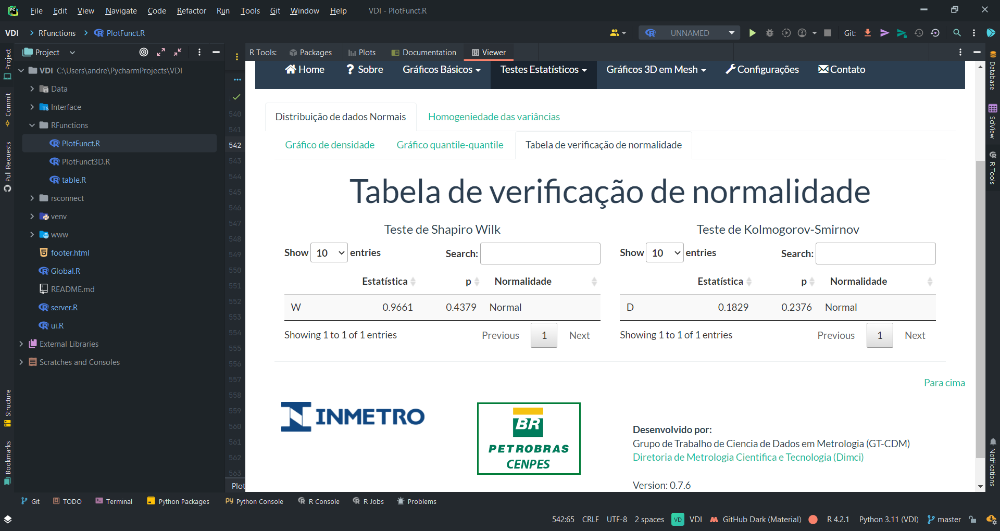 File Edit View Navigate Code Refactor Run Tools Git Window Help VDI - PlotFunct.R
VDI RFunctions PlotFunct.R UNNAMED Git:
Project
Commit
Pull Requests
Structure
Bookmarks
Project
VDI C:\Users\andre\PycharmProjects\VDI
Data
Interface
RFunctions
PlotFunct.R
PlotFunct3D.R
table.R
rsconnect
venv
www
footer.html
Global.R
README.md
server.R
ui.R
External Libraries
Scratches and Consoles
540
541
542
543
544
545
546
547
548
549
550
551
552
553
554
555
556
557
558
559
560
561
562
563
Plot
R Tools: Packages Plots Documentation Viewer
Home ? Sobre Gráficos Básicos Testes Estatísticos Gráficos 3D em Mesh Configurações Contato
Distribuição de dados Normais Homogeniedade das variâncias
Gráfico de densidade Gráfico quantile-quantile Tabela de verificação de normalidade
Tabela de verificação de normalidade
Teste de Shapiro Wilk
Show 10 entries Search:
Estatística p Normalidade
W 0.9661 0.4379 Normal
Showing 1 to 1 of 1 entries Previous 1 Next
Teste de Kolmogorov-Smirnov
Show 10 entries Search:
Estatística p Normalidade
D 0.1829 0.2376 Normal
Showing 1 to 1 of 1 entries Previous 1 Next
Para cima
INMETRO
BR
PETROBRAS
CENPES
Desenvolvido por:
Grupo de Trabalho de Ciencia de Dados em Metrologia (GT-CDM)
Diretoria de Metrologia Cientifica e Tecnologia (Dimci)
Version: 0.7.6
Database
SciView
R Tools
Notifications
Git TODO Terminal Python Packages Python Console R Console R Jobs Problems
542:65 CRLF UTF-8 2 spaces VD VDI GitHub Dark (Material) R 4.2.1 Python 3.11 (VDI) master